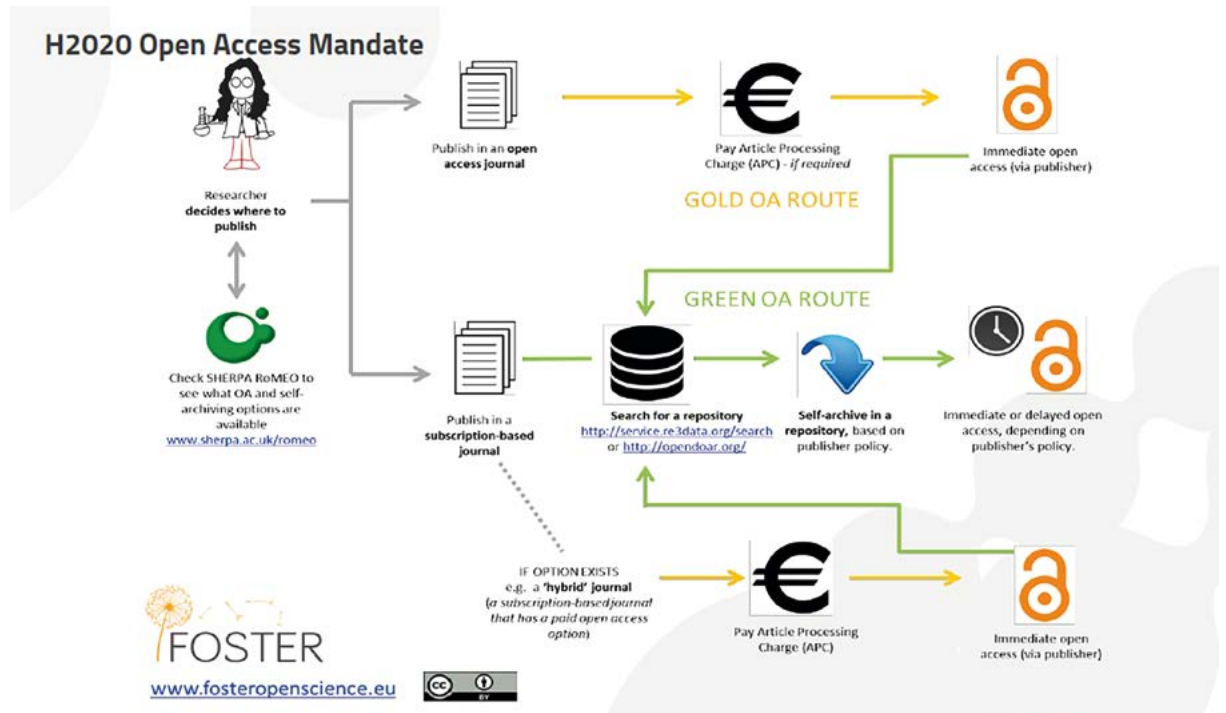 H2020 Open Access Mandate
Researcher
decides where to
publish
Check SHERPA RoMEO to
see what OA and self-
archiving options are
available
www.sherpa.ac.uk/romeo
Publish in an open
access journal
Pay Article Processing
Charge (APC) - if required
Immediate open
access (via publisher)
GOLD OA ROUTE
GREEN OA ROUTE
Publish in a
subscription-based
journal
Search for a repository
http://service.re3data.org/search
or http://opendoar.org/
Self-archive in a
repository, based on
publisher policy.
Immediate or delayed open
access, depending on
publisher's policy.
IF OPTION EXISTS
e.g. a 'hybrid' journal
(a subscription-based journal
that has a paid open access
option)
Pay Article Processing
Charge (APC)
Immediate open
access (via publisher)
FOSTER
www.fosteropenscience.eu
cc
BY